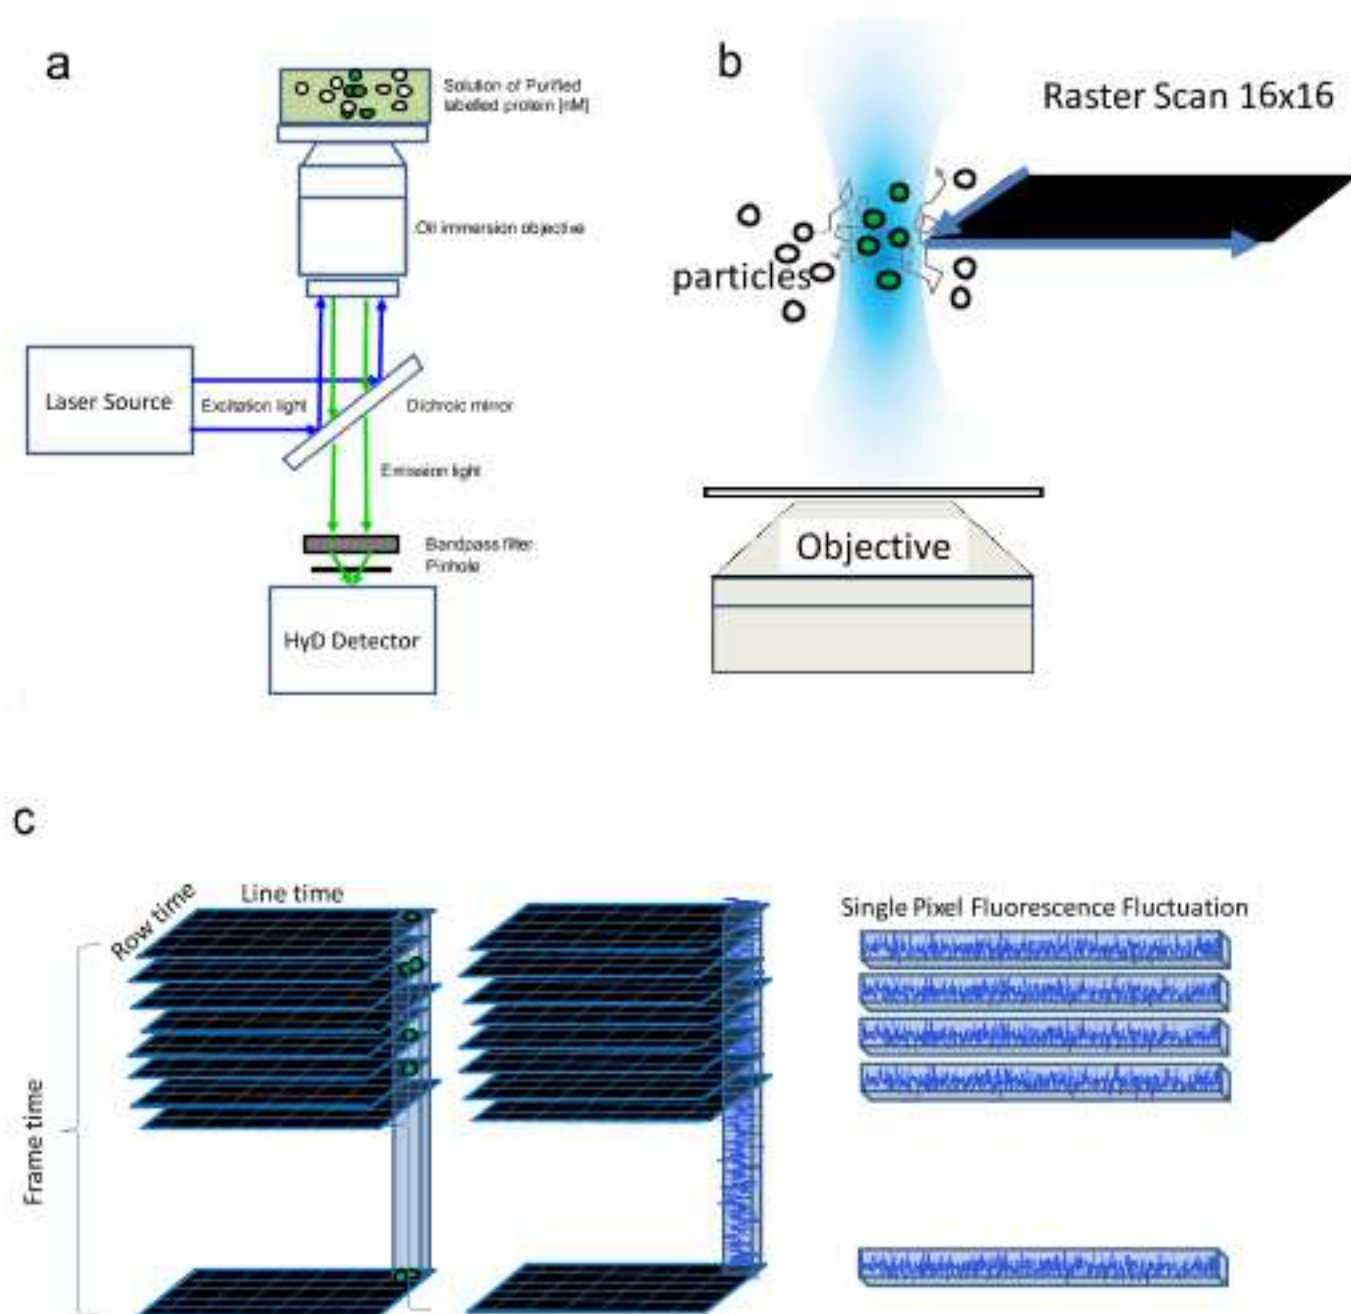 a
Solution of Purified
labelled protein [nM]
Oil immersion objective
Laser Source
Excitation light
Dichroic mirror
Emission light
Bandpass filter
Pinhole
HyD Detector
b
Raster Scan 16x16
particles
Objective
c
Row time
Line time
Frame time
Single Pixel Fluorescence Fluctuation